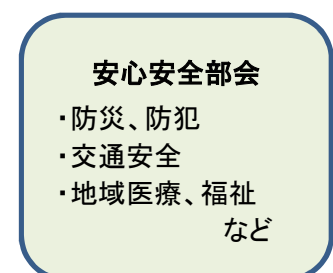 安心安全部会
・防災、防犯
・交通安全
・地域医療、福祉
など